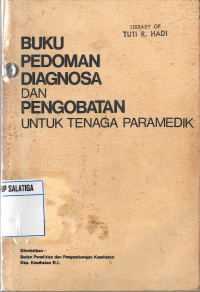 LIBRARY OF
TUTI R. HADI
BUKU
PEDOMAN
DIAGNOSA
DAN
PENGOBATAN
UNTUK TENAGA PARAMEDIK
SALATIGA
Diterbitkan :
Badan Penelitian dan Pengembangan Kesehatan
Dep. Kesehatan R.I.